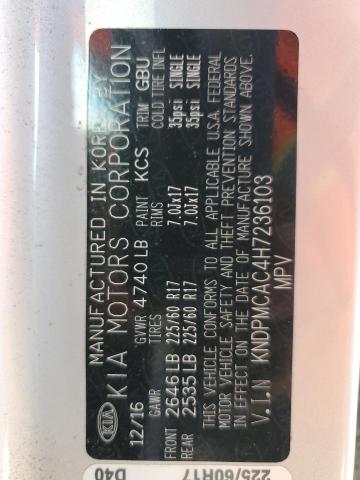 MANUFACTURED IN KOREA BY
KIA KIA MOTORS CORPORATION
12/16 GVWR 4740LB PAINT KCS TRIM GBU
GAWR TIRES RIMS COLD TIRE INFL
FRONT 2646LB 225/60 R17 7.0Jx17 35psi SINGLE
REAR 2535LB 225/60 R17 7.0Jx17 35psi SINGLE
THIS VEHICLE CONFORMS TO ALL APPLICABLE U.S.A. FEDERAL
MOTOR VEHICLE SAFETY AND THEFT PREVENTION STANDARDS
IN EFFECT ON THE DATE OF MANUFACTURE SHOWN ABOVE.
V.I.N KNDPMCAC4H7236103
MPV
225/60R17
D40